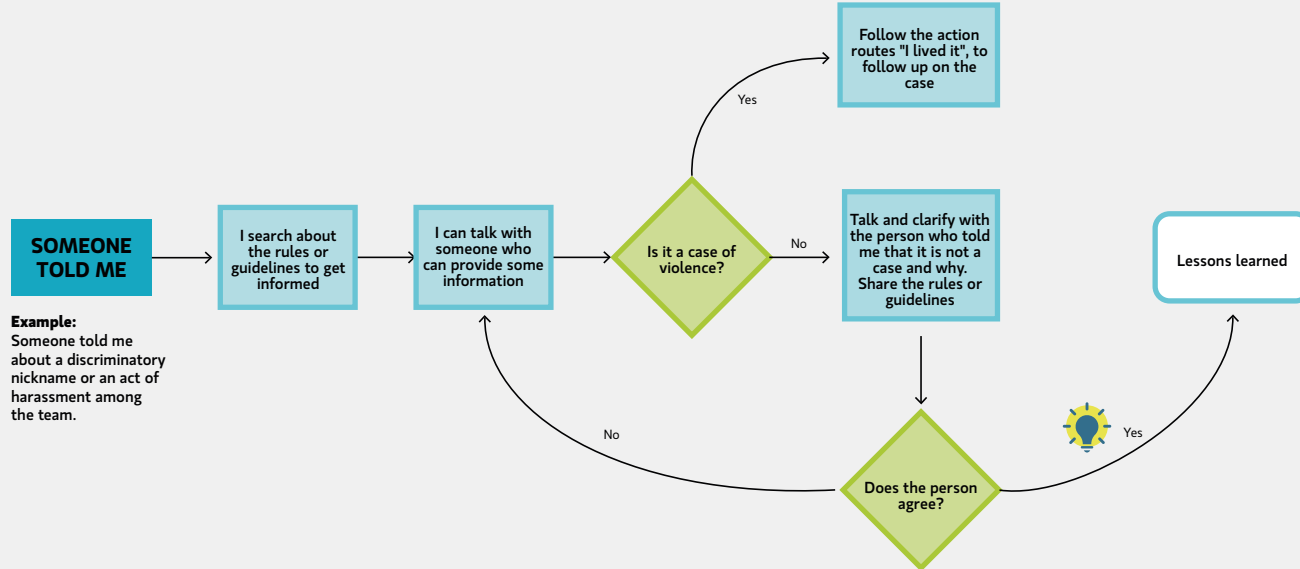 SOMEONE
TOLD ME
Example:
Someone told me
about a discriminatory
nickname or an act of
harassment among
the team.
I search about
the rules or
guidelines to get
informed
I can talk with
someone who
can provide some
information
Is it a case of
violence?
Yes
Follow the action
routes "I lived it", to
follow up on the
case
No
Talk and clarify with
the person who told
me that it is not a
case and why.
Share the rules or
guidelines
Does the person
agree?
No
Yes
Lessons learned